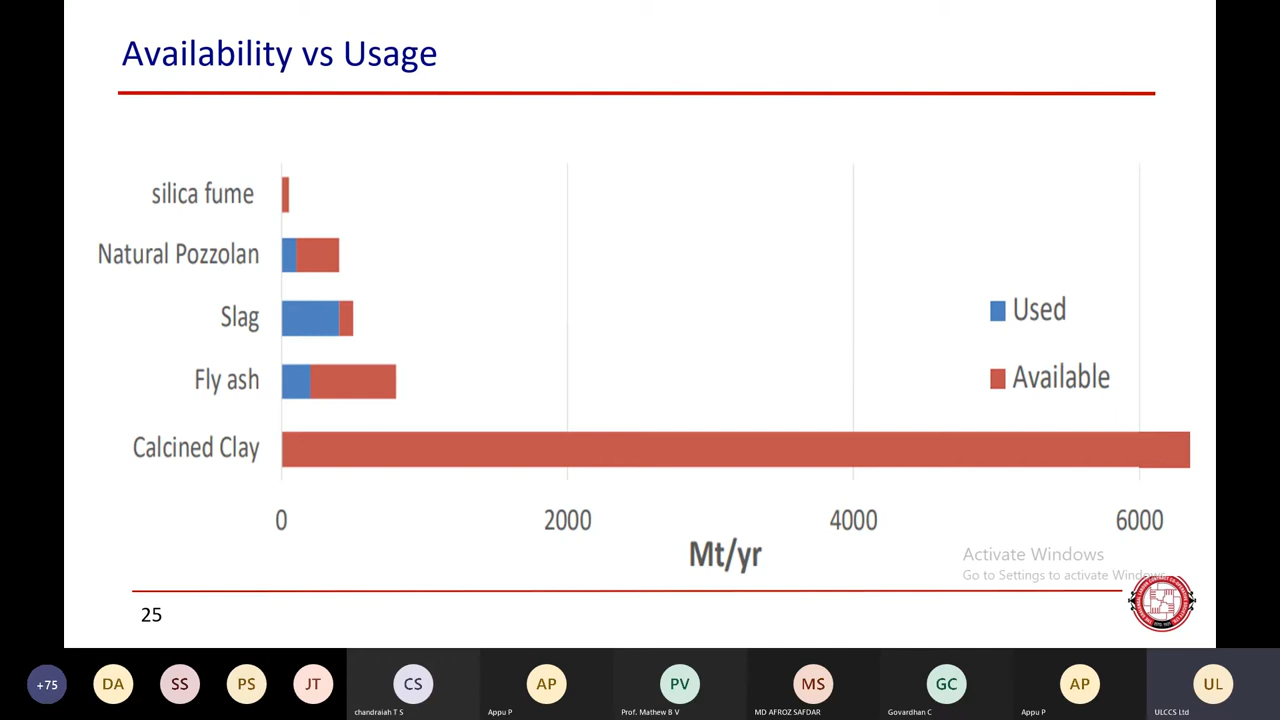 Availability vs Usage
silica fume
Natural Pozzolan
Slag
Fly ash
Calcined Clay
Used
Available
0 2000 4000 6000
Mt/yr
Activate Windows
Go to Settings to activate Windows.
25
+75 DA SS PS JT CS AP PV MS GC AP UL
chandraiah T S Appu P Prof. Mathew B V MD AFROZ SAFDAR Govardhan C Appu P ULCCS Ltd